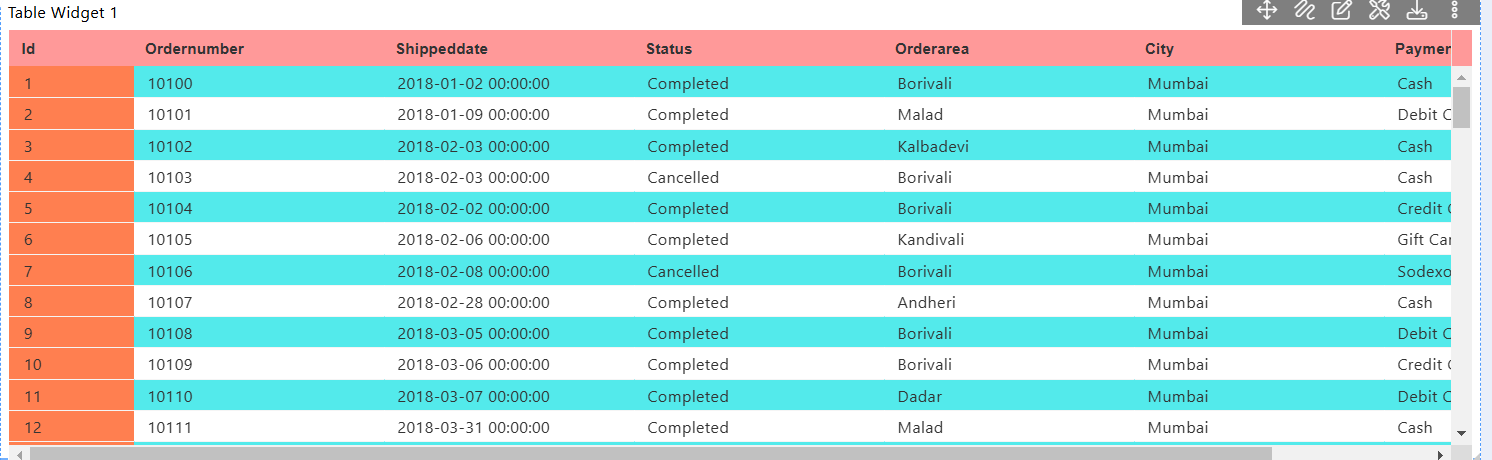 Table Widget 1
Id Ordernumber Shippeddate Status Orderarea City Paymer
1 10100 2018-01-02 00:00:00 Completed Borivali Mumbai Cash
2 10101 2018-01-09 00:00:00 Completed Malad Mumbai Debit C
3 10102 2018-02-03 00:00:00 Completed Kalbadevi Mumbai Cash
4 10103 2018-02-03 00:00:00 Cancelled Borivali Mumbai Cash
5 10104 2018-02-02 00:00:00 Completed Borivali Mumbai Credit C
6 10105 2018-02-06 00:00:00 Completed Kandivali Mumbai Gift Car
7 10106 2018-02-08 00:00:00 Cancelled Borivali Mumbai Sodexo
8 10107 2018-02-28 00:00:00 Completed Andheri Mumbai Cash
9 10108 2018-03-05 00:00:00 Completed Borivali Mumbai Debit C
10 10109 2018-03-06 00:00:00 Completed Borivali Mumbai Credit C
11 10110 2018-03-07 00:00:00 Completed Dadar Mumbai Debit C
12 10111 2018-03-31 00:00:00 Completed Malad Mumbai Cash